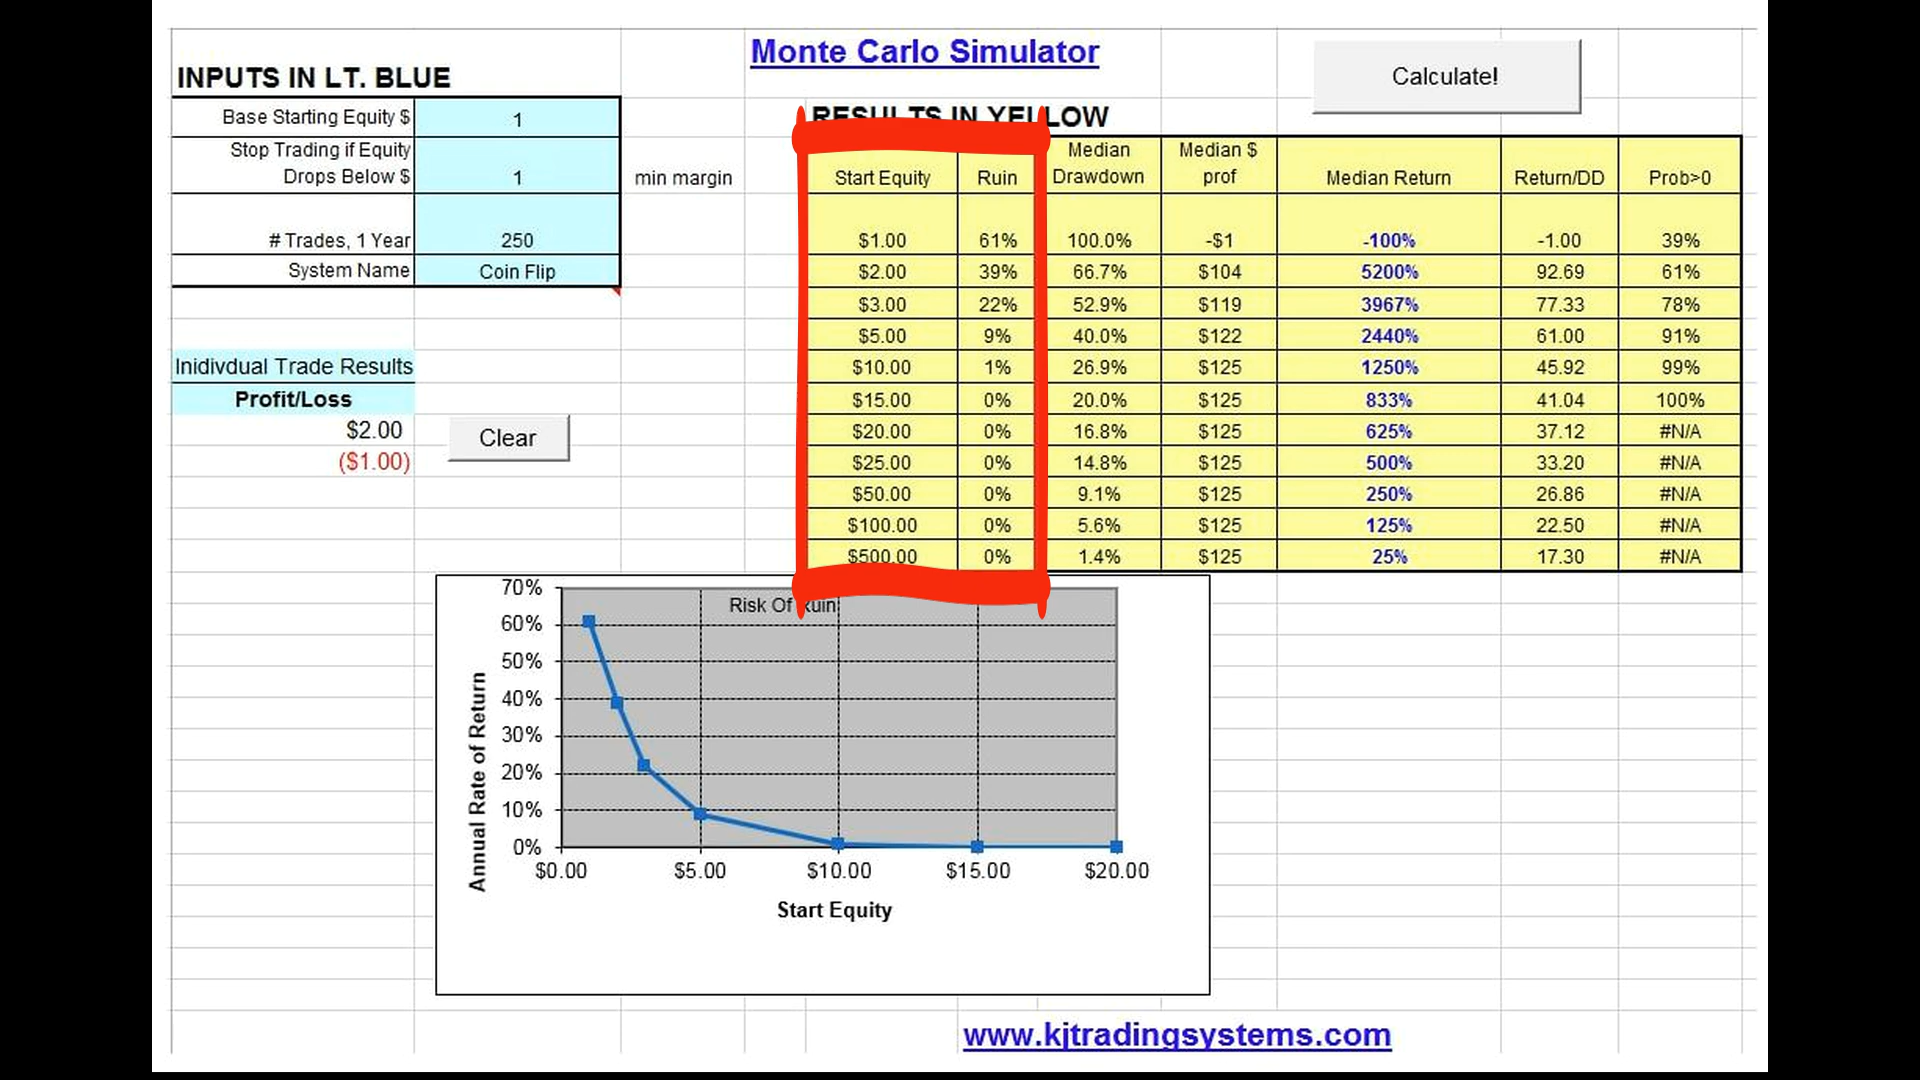 Monte Carlo Simulator
Calculate!
INPUTS IN LT. BLUE
Base Starting Equity $ 1
Stop Trading if Equity
Drops Below $ 1 min margin
# Trades, 1 Year 250
System Name Coin Flip
Inidivdual Trade Results
Profit/Loss
$2.00
($1.00)
Clear
RESULTS IN YELLOW
Start Equity Ruin Median Drawdown Median $ prof Median Return Return/DD Prob>0
$1.00 61% 100.0% -$1 -100% -1.00 39%
$2.00 39% 66.7% $104 5200% 92.69 61%
$3.00 22% 52.9% $119 3967% 77.33 78%
$5.00 9% 40.0% $122 2440% 61.00 91%
$10.00 1% 26.9% $125 1250% 45.92 99%
$15.00 0% 20.0% $125 833% 41.04 100%
$20.00 0% 16.8% $125 625% 37.12 #N/A
$25.00 0% 14.8% $125 500% 33.20 #N/A
$50.00 0% 9.1% $125 250% 26.86 #N/A
$100.00 0% 5.6% $125 125% 22.50 #N/A
$500.00 0% 1.4% $125 25% 17.30 #N/A
Risk Of Ruin
Annual Rate of Return
70%
60%
50%
40%
30%
20%
10%
0%
$0.00 $5.00 $10.00 $15.00 $20.00
Start Equity
www.kjtradingsystems.com